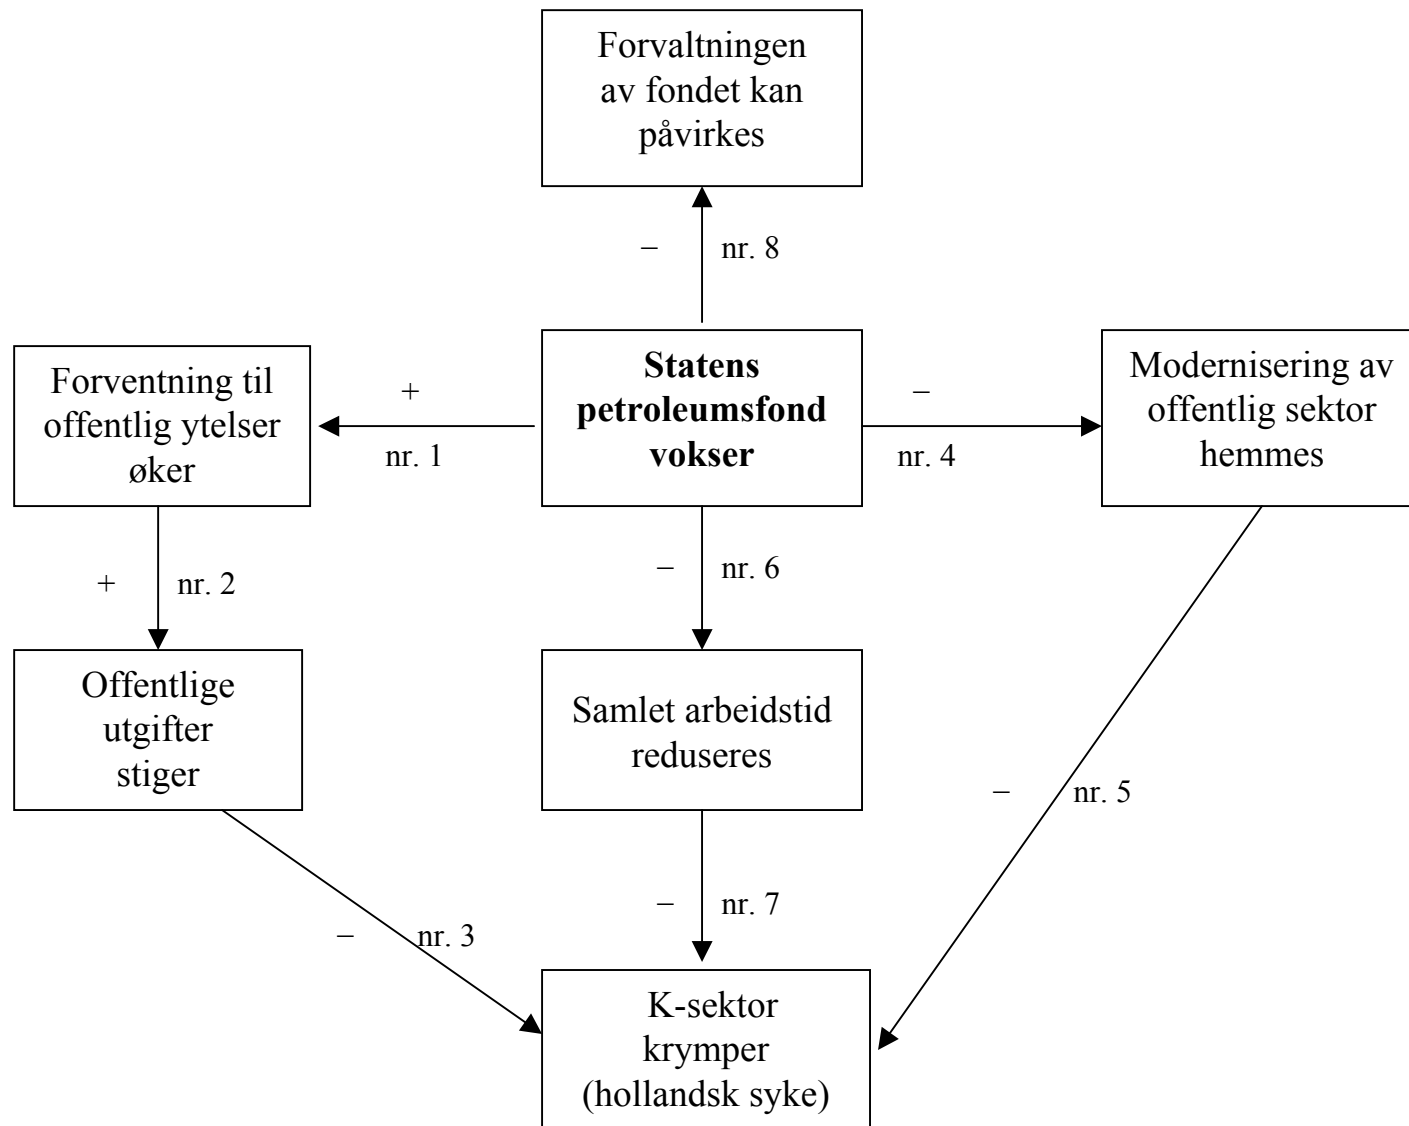 Forvaltningen
av fondet kan
påvirkes
– nr. 8
Forventning til
offentlig ytelser
øker
+
nr. 1
Statens
petroleumsfond
vokser
–
nr. 4
Modernisering av
offentlig sektor
hemmes
+ nr. 2
– nr. 6
Offentlige
utgifter
stiger
Samlet arbeidstid
reduseres
– nr. 5
– nr. 3
– nr. 7
K-sektor
krymper
(hollandsk syke)